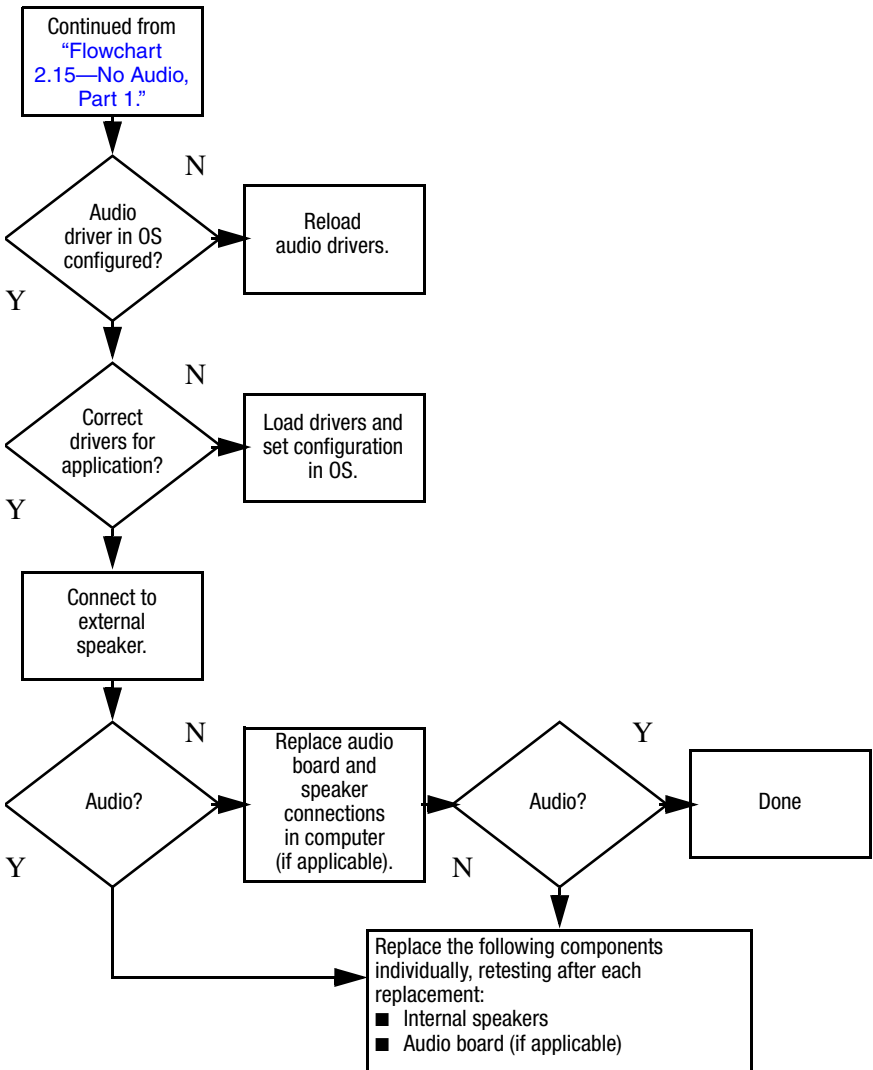 Continued from
“Flowchart
2.15—No Audio,
Part 1.”
N
Audio
driver in OS
configured?
Reload
audio drivers.
Y
N
Correct
drivers for
application?
Load drivers and
set configuration
in OS.
Y
Connect to
external
speaker.
N
Audio?
Y
Replace audio
board and
speaker
connections
in computer
(if applicable).
Audio?
Y
N
Done
Replace the following components
individually, retesting after each
replacement:
■ Internal speakers
■ Audio board (if applicable)